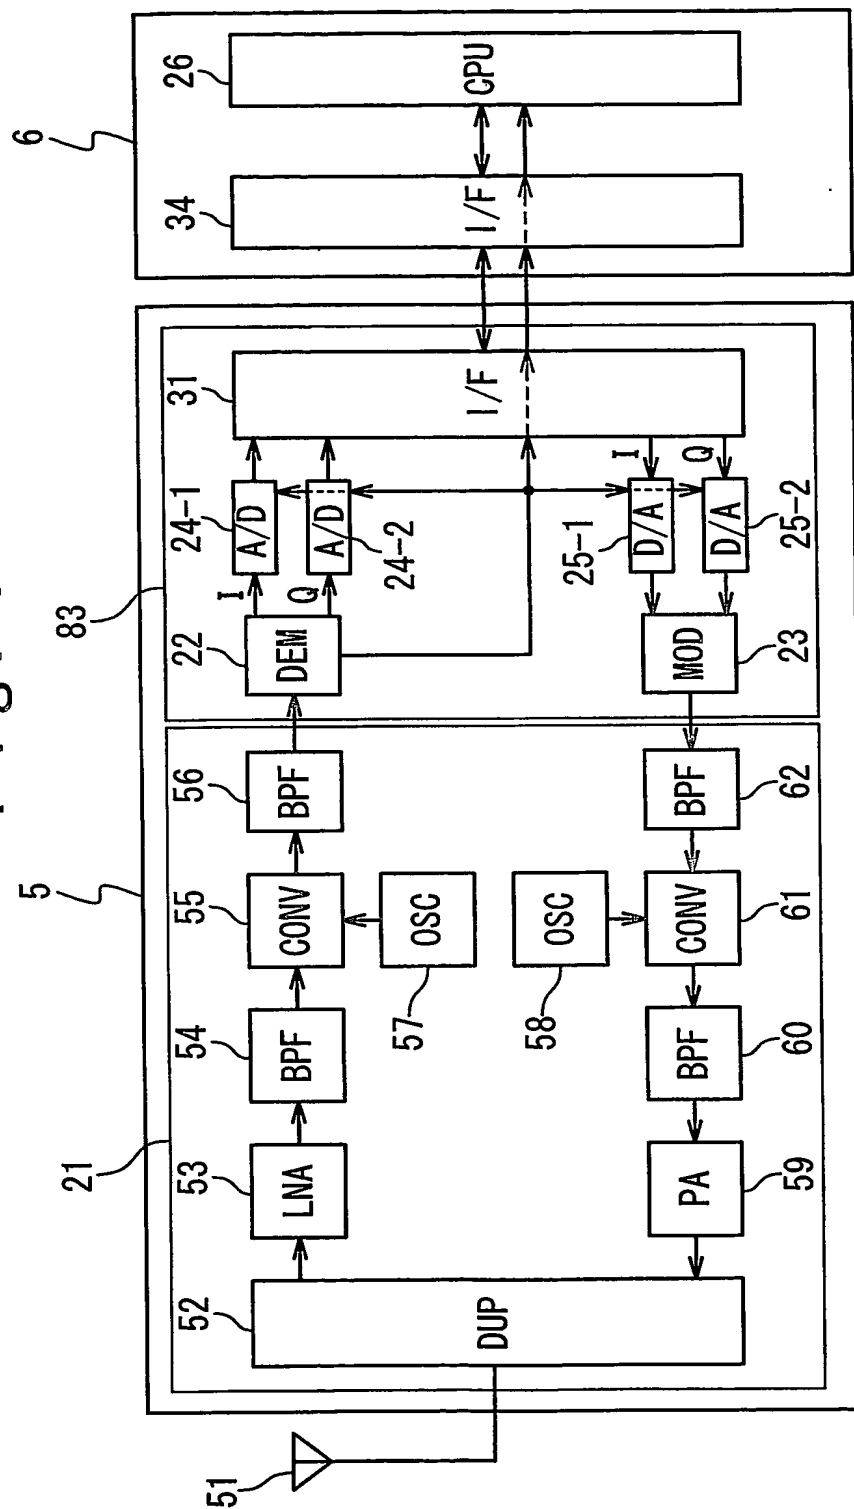 5 6
21 83
51 52 53 54 55 56 22 24-1 31 34 26
I A/D
LNA BPF CONV BPF DEM
Q A/D
24-2
57 OSC
DUP I/F I/F CPU
58 OSC
25-1
I D/A
PA BPF CONV BPF MOD
Q D/A
59 60 61 62 23 25-2